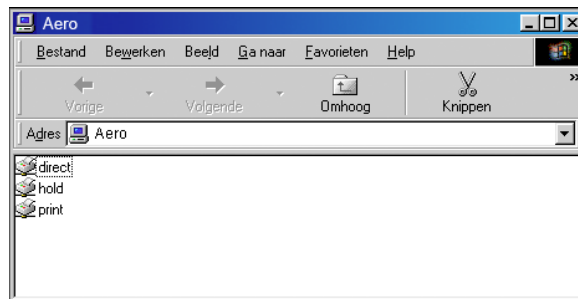 Aero
Bestand Bewerken Beeld Ga naar Favorieten Help
Vorige Volgende Omhoog Knippen »
Adres Aero
direct
hold
print